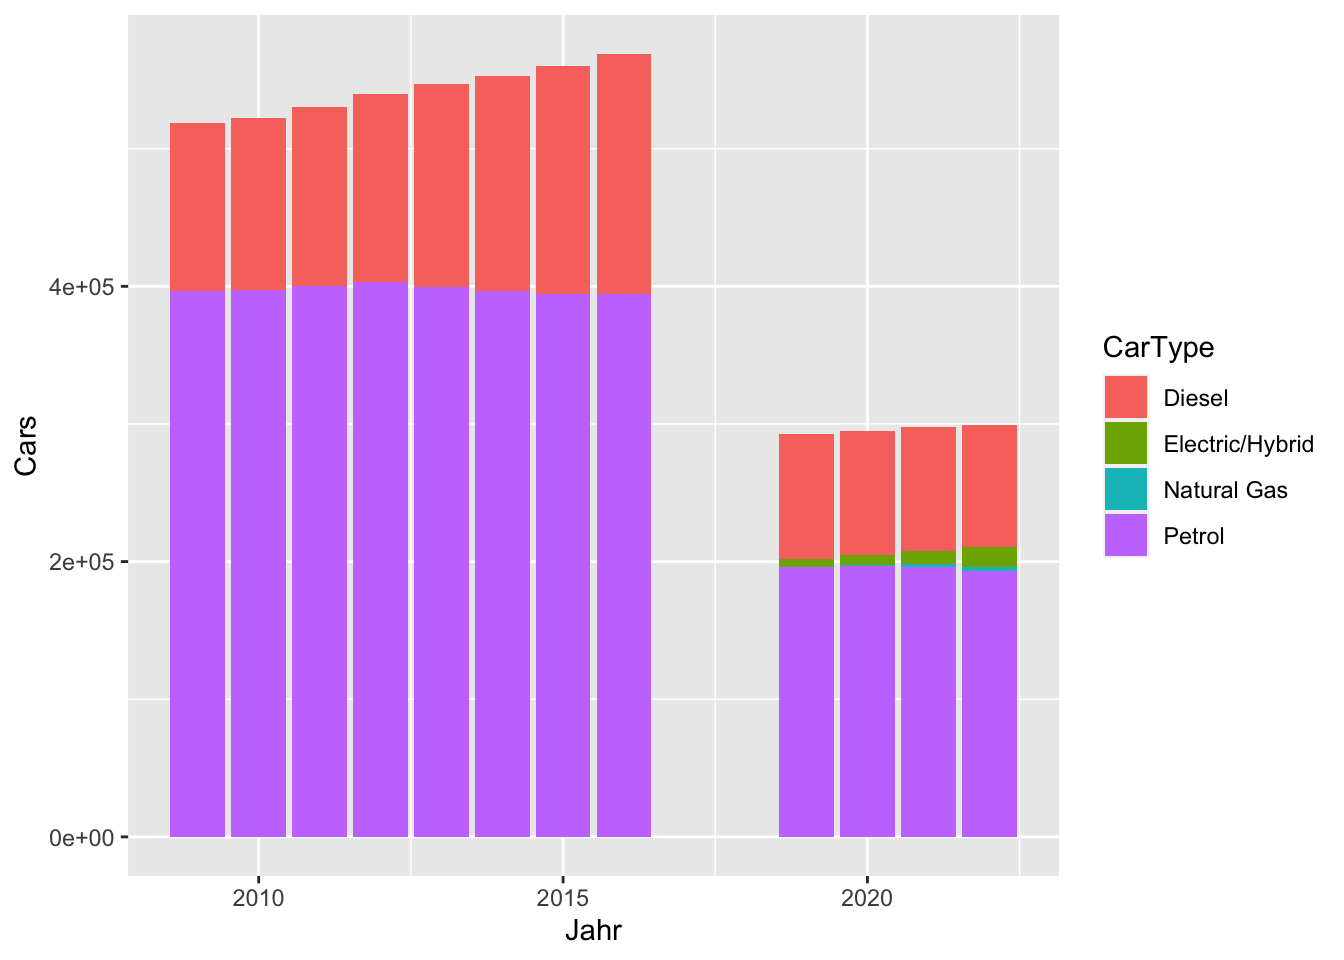 4e+05
2e+05
0e+00
Cars
2010
2015
2020
Jahr
CarType
Diesel
Electric/Hybrid
Natural Gas
Petrol